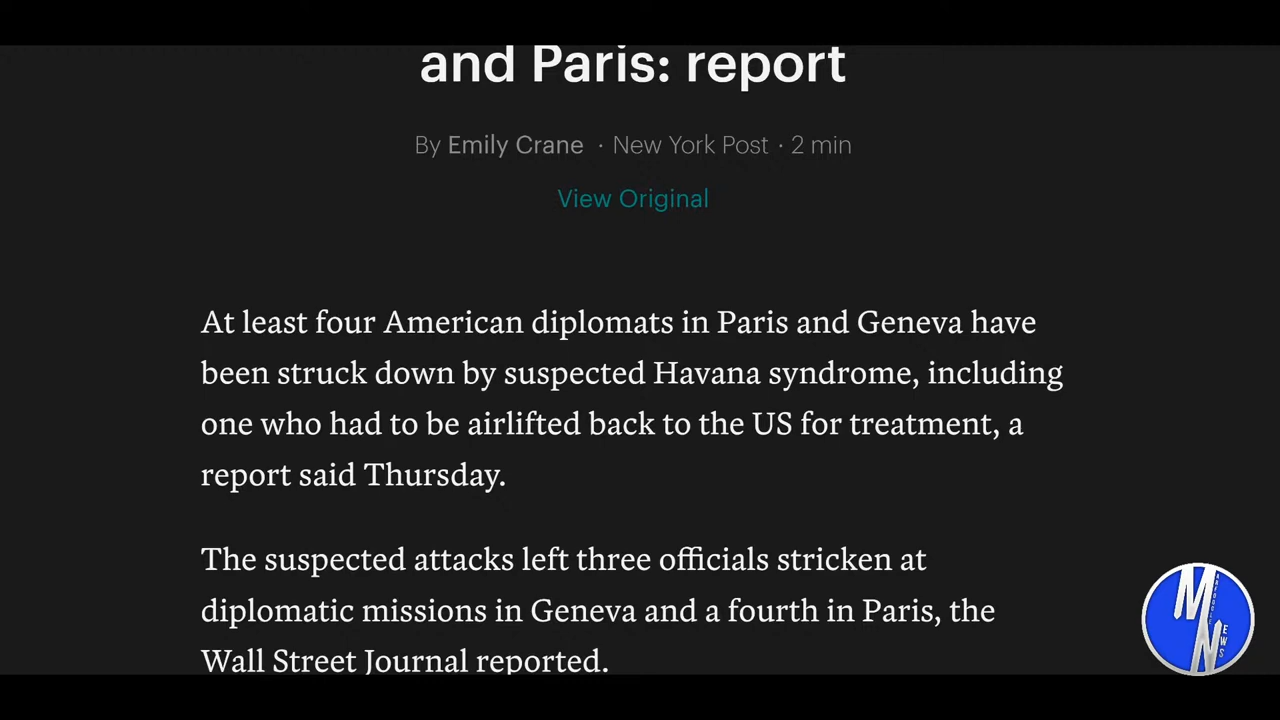 and Paris: report
By Emily Crane · New York Post · 2 min
View Original
At least four American diplomats in Paris and Geneva have
been struck down by suspected Havana syndrome, including
one who had to be airlifted back to the US for treatment, a
report said Thursday.
The suspected attacks left three officials stricken at
diplomatic missions in Geneva and a fourth in Paris, the
Wall Street Journal reported.
M
N
EWS